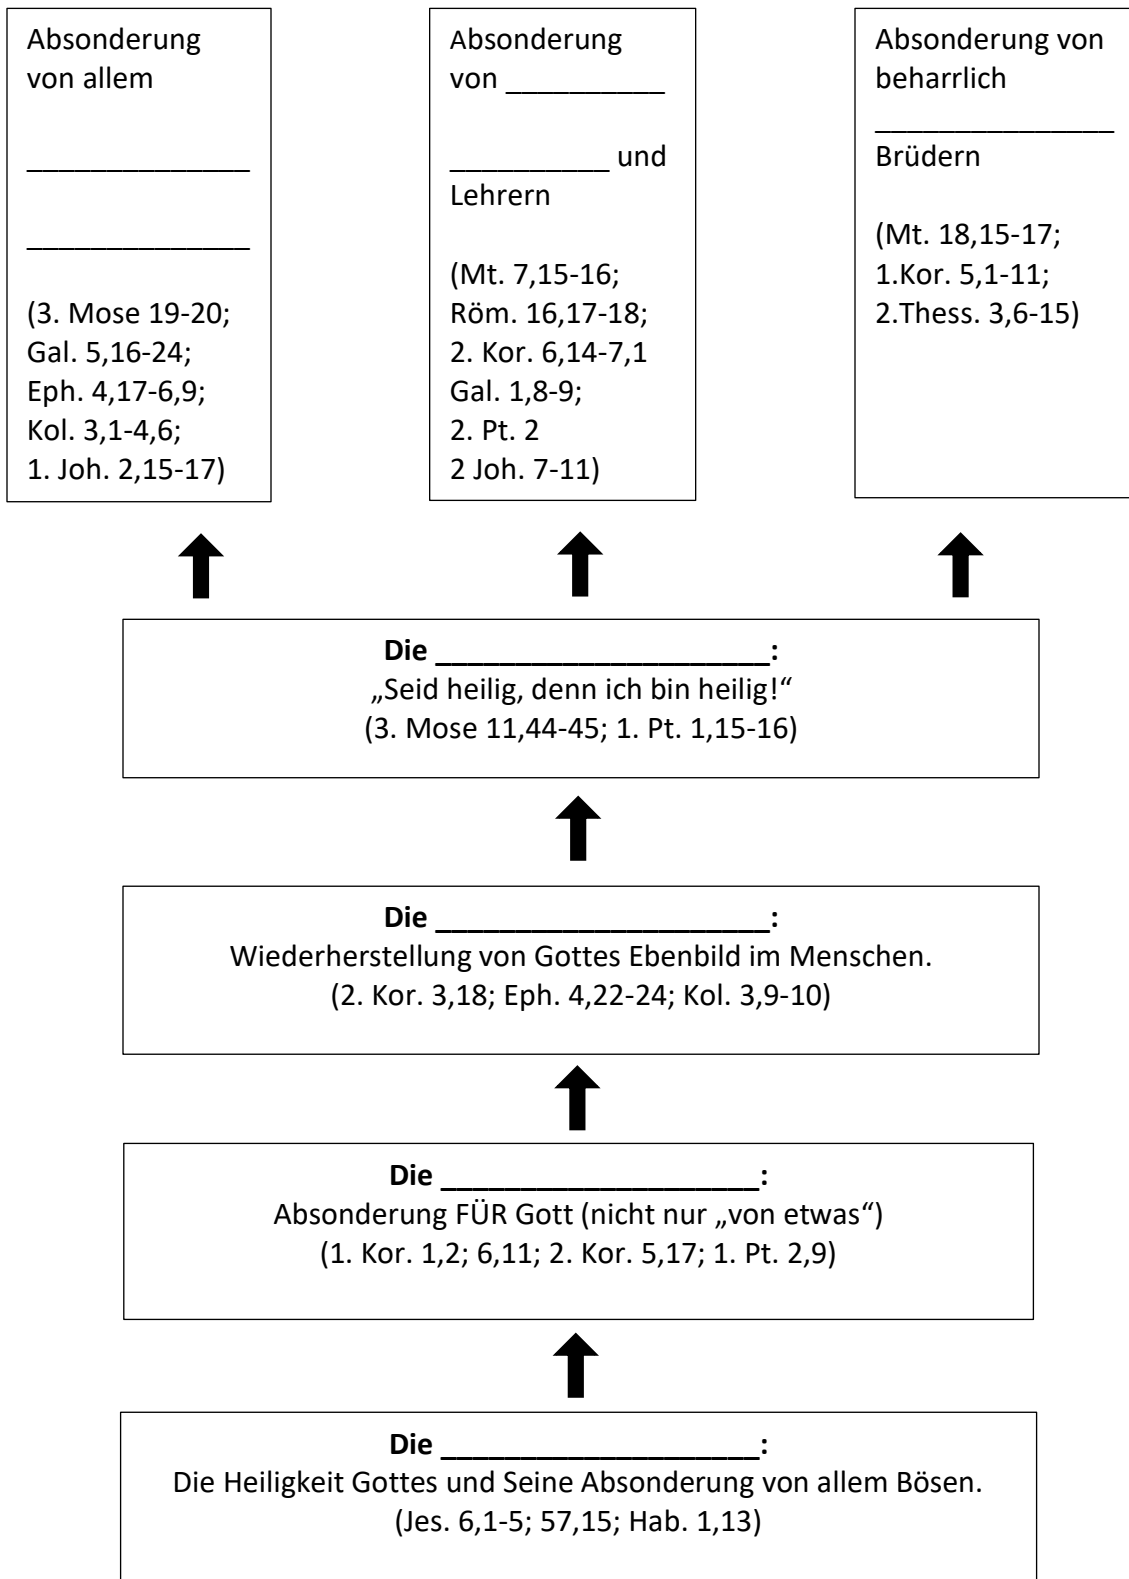 Absonderung
von allem
______________
______________
(3. Mose 19-20;
Gal. 5,16-24;
Eph. 4,17-6,9;
Kol. 3,1-4,6;
1. Joh. 2,15-17)
Absonderung
von __________
__________ und
Lehrern
(Mt. 7,15-16;
Röm. 16,17-18;
2. Kor. 6,14-7,1
Gal. 1,8-9;
2. Pt. 2
2 Joh. 7-11)
Absonderung von
beharrlich
_______________
Brüdern
(Mt. 18,15-17;
1.Kor. 5,1-11;
2.Thess. 3,6-15)
Die _____________________:
„Seid heilig, denn ich bin heilig!“
(3. Mose 11,44-45; 1. Pt. 1,15-16)
Die _____________________:
Wiederherstellung von Gottes Ebenbild im Menschen.
(2. Kor. 3,18; Eph. 4,22-24; Kol. 3,9-10)
Die ____________________:
Absonderung FÜR Gott (nicht nur „von etwas“)
(1. Kor. 1,2; 6,11; 2. Kor. 5,17; 1. Pt. 2,9)
Die ____________________:
Die Heiligkeit Gottes und Seine Absonderung von allem Bösen.
(Jes. 6,1-5; 57,15; Hab. 1,13)